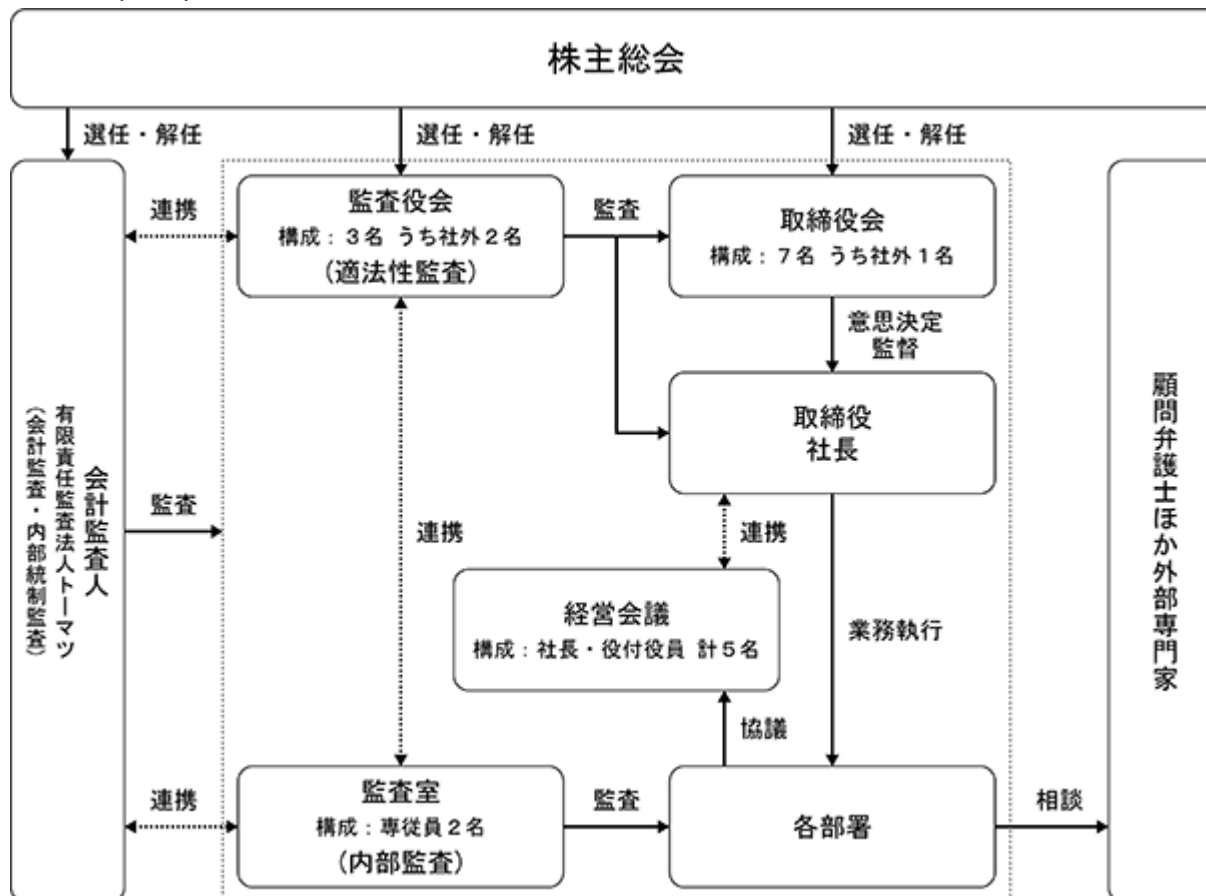 株主総会
選任・解任
選任・解任
選任・解任
連携
監査役会
構成：３名 うち社外２名
(適法性監査)
監査
取締役会
構成：７名 うち社外１名
意思決定
監督
取締役
社長
会計監査人
有限責任監査法人トーマツ
(会計監査・内部統制監査)
監査
連携
連携
経営会議
構成：社長・役付役員 計５名
業務執行
協議
顧問弁護士ほか外部専門家
連携
監査室
構成：専従員２名
(内部監査)
監査
各部署
相談